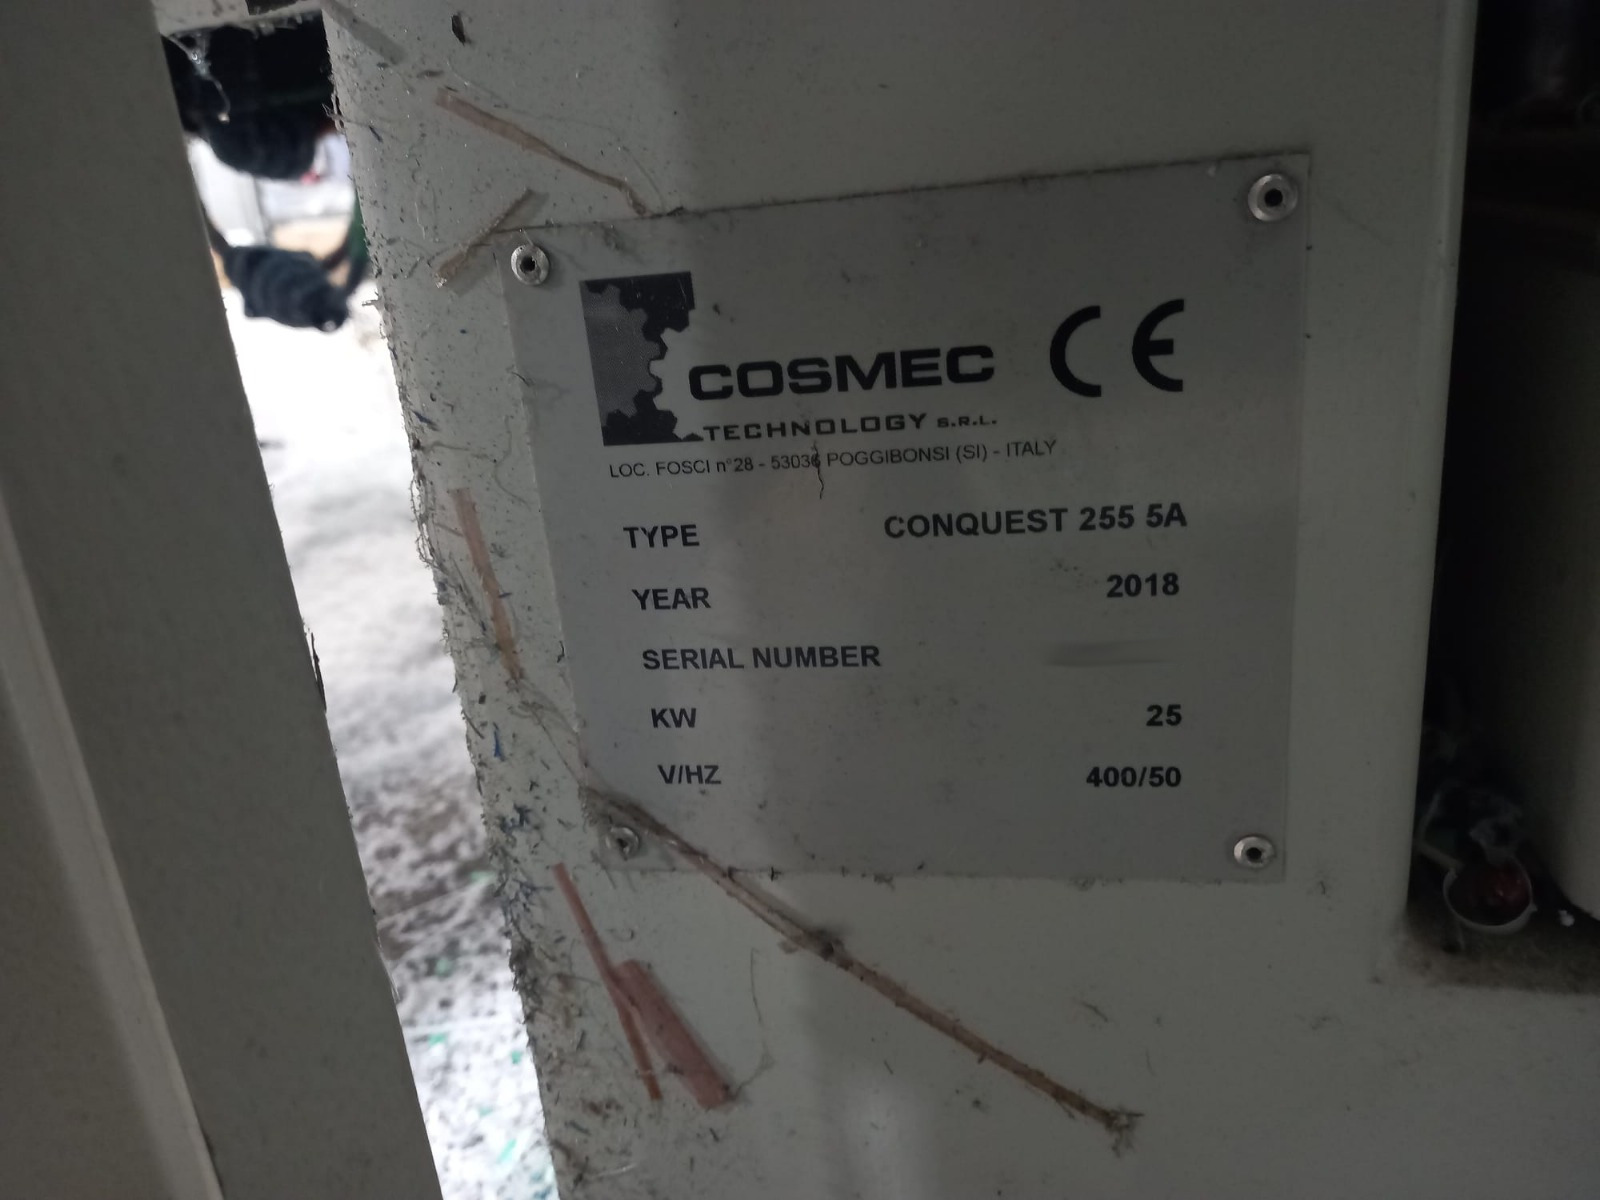 COSMEC CE
TECHNOLOGY S.R.L.
LOC. FOSCI n°28 - 53036 POGGIBONSI (SI) - ITALY
TYPE CONQUEST 255 5A
YEAR 2018
SERIAL NUMBER
KW 25
V/HZ 400/50